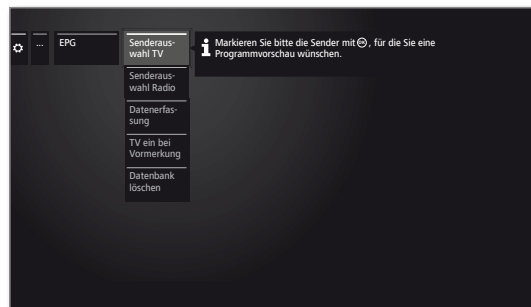 ... EPG Senderaus-
wahl TV
Markieren Sie bitte die Sender mit OK, für die Sie eine
Programmvorschau wünschen.
Senderaus-
wahl Radio
Datenerfas-
sung
TV ein bei
Vormerkung
Datenbank
löschen